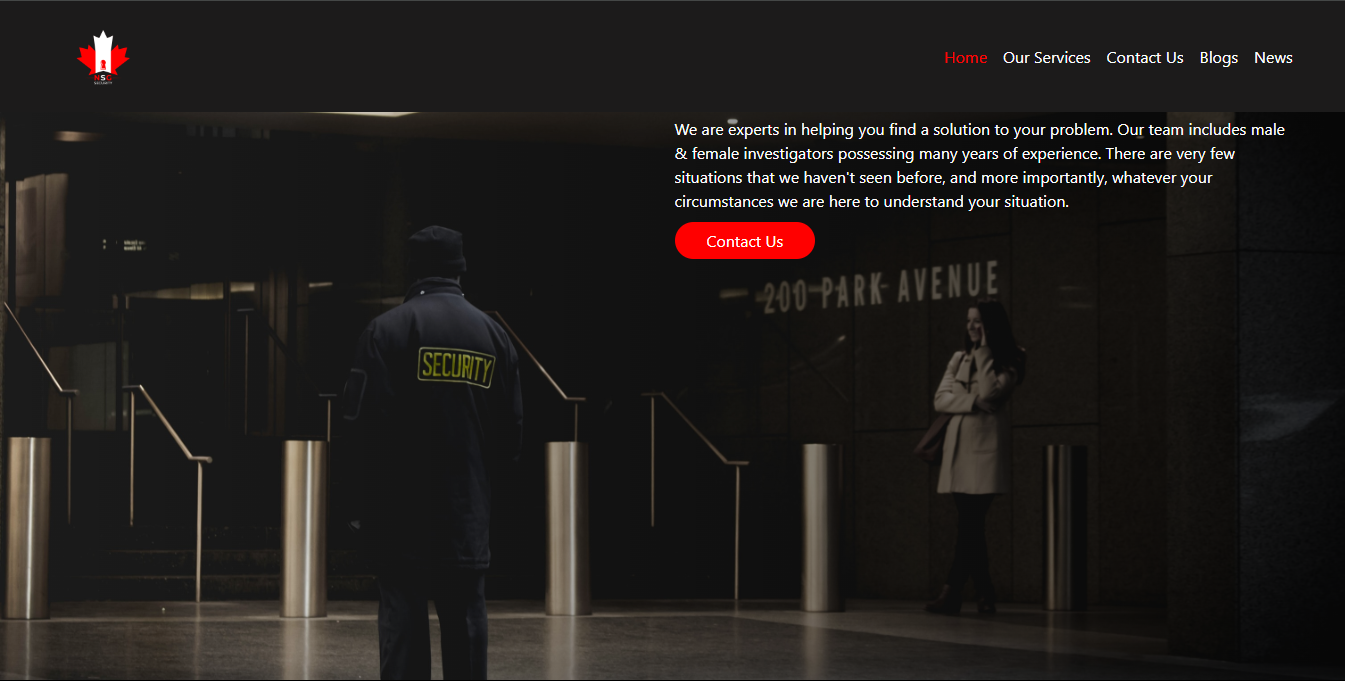 NSG
SECURITY
Home Our Services Contact Us Blogs News
We are experts in helping you find a solution to your problem. Our team includes male
& female investigators possessing many years of experience. There are very few
situations that we haven't seen before, and more importantly, whatever your
circumstances we are here to understand your situation.
Contact Us
200 PARK AVENUE
SECURITY